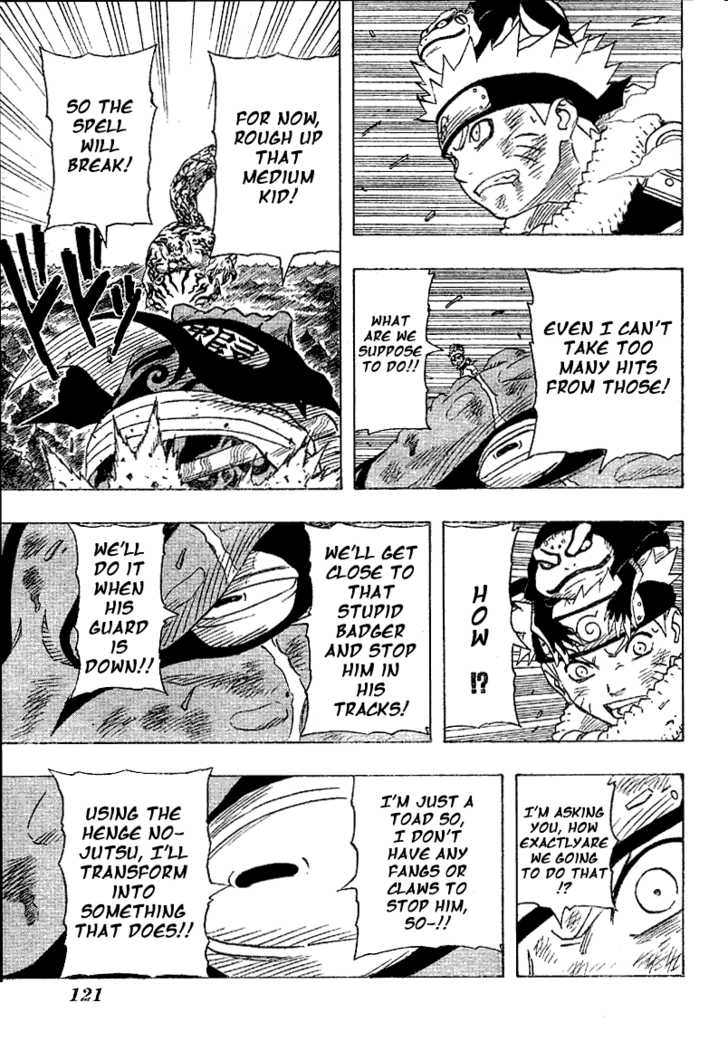 EVEN I CAN'T
TAKE TOO
MANY HITS
FROM THOSE!
WHAT
ARE WE
SUPPOSE
TO DO!!
FOR NOW,
ROUGH UP
THAT
MEDIUM
KID!
SO THE
SPELL
WILL
BREAK!
ドドッ
HOW !?
WE'LL GET
CLOSE TO
THAT
STUPID
BADGER
AND STOP
HIM IN
HIS
TRACKS!
WE'LL
DO IT
WHEN
HIS
GUARD
IS
DOWN!!
I'M ASKING
YOU, HOW
EXACTLYARE
WE GOING
TO DO THAT
!?
I'M JUST A
TOAD SO,
I DON'T
HAVE ANY
FANGS OR
CLAWS TO
STOP HIM,
SO-!!
USING THE
HENGE NO-
JUTSU, I'LL
TRANSFORM
INTO
SOMETHING
THAT DOES!!
121